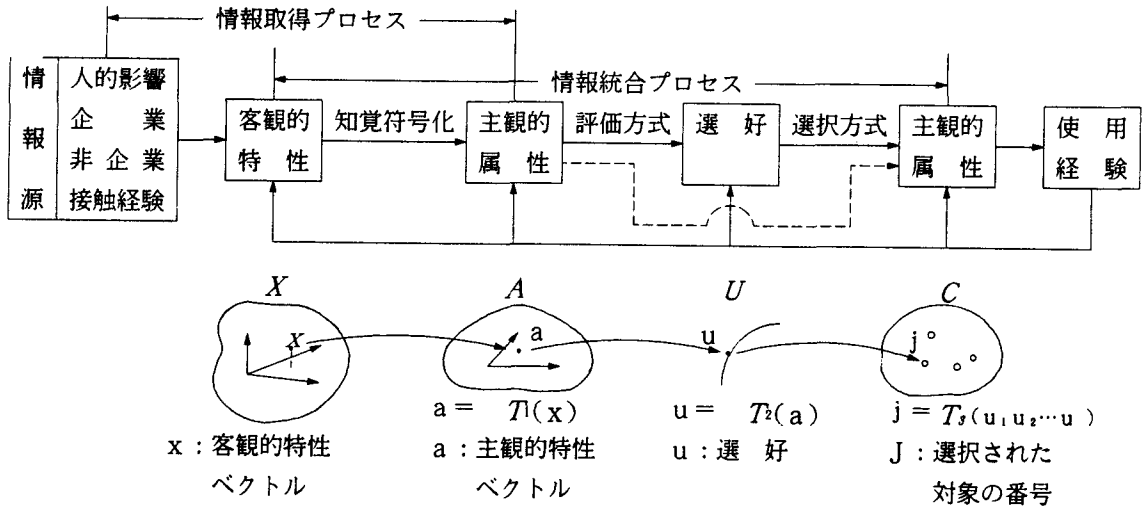 情報取得プロセス
情報統合プロセス
情報源
人的影響
企業
非企業
接触経験
客観的
特性
知覚符号化
主観的
属性
評価方式
選好
選択方式
主観的
属性
使用
経験
X
A
U
C
x
a
u
j
a = T1(x)
u = T2(a)
j = T3(u1u2…u )
x：客観的特性
ベクトル
a：主観的特性
ベクトル
u：選好
J：選択された
対象の番号